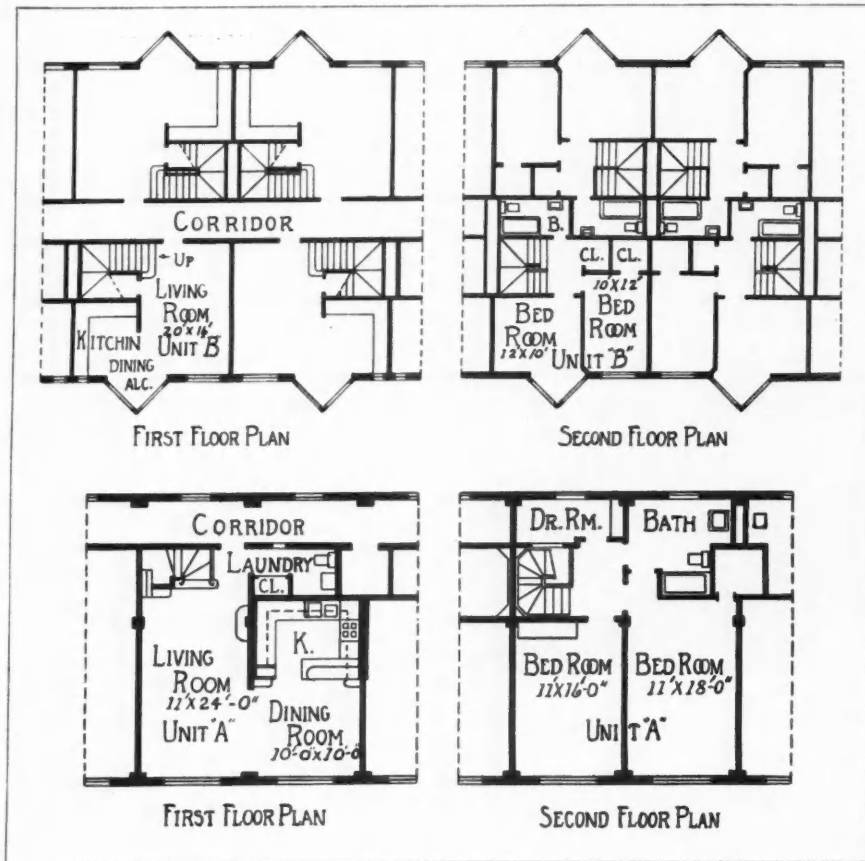 CORRIDOR
← UP
LIVING
ROOM
20'X14'
UNIT "B"
KITCHIN
DINING
ALC.
FIRST FLOOR PLAN
B.
CL. CL.
10'X12'
BED
ROOM
12'X10'
BED
ROOM
UNIT "B"
SECOND FLOOR PLAN
CORRIDOR
LAUNDRY
CL.
K.
LIVING
ROOM
11'X24'-0"
UNIT "A"
DINING
ROOM
10'-0"X10'-0"
FIRST FLOOR PLAN
DR. RM. BATH
BED ROOM
11'X16'-0"
BED ROOM
11'X18'-0"
UNIT "A"
SECOND FLOOR PLAN